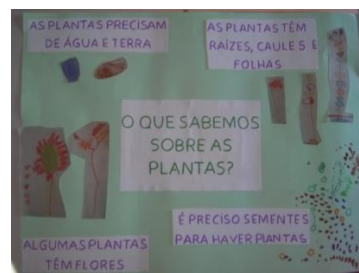 AS PLANTAS PRECISAM
DE ÁGUA E TERRA
AS PLANTAS TÊM
RAÍZES, CAULES E
FOLHAS
O QUE SABEMOS
SOBRE AS
PLANTAS?
É PRECISO SEMENTES
PARA HAVER PLANTAS
ALGUMAS PLANTAS
TÊM FLORES